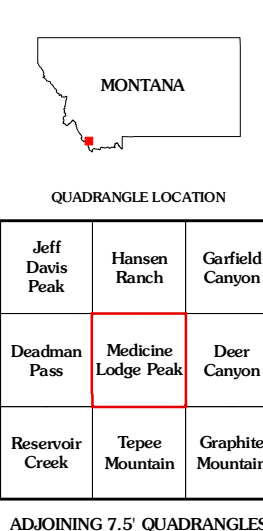 MONTANA
QUADRANGLE LOCATION
Jeff
Davis
Peak
Hansen
Ranch
Garfield
Canyon
Deadman
Pass
Medicine
Lodge Peak
Deer
Canyon
Reservoir
Creek
Tepee
Mountain
Graphite
Mountain
ADJOINING 7.5' QUADRANGLES